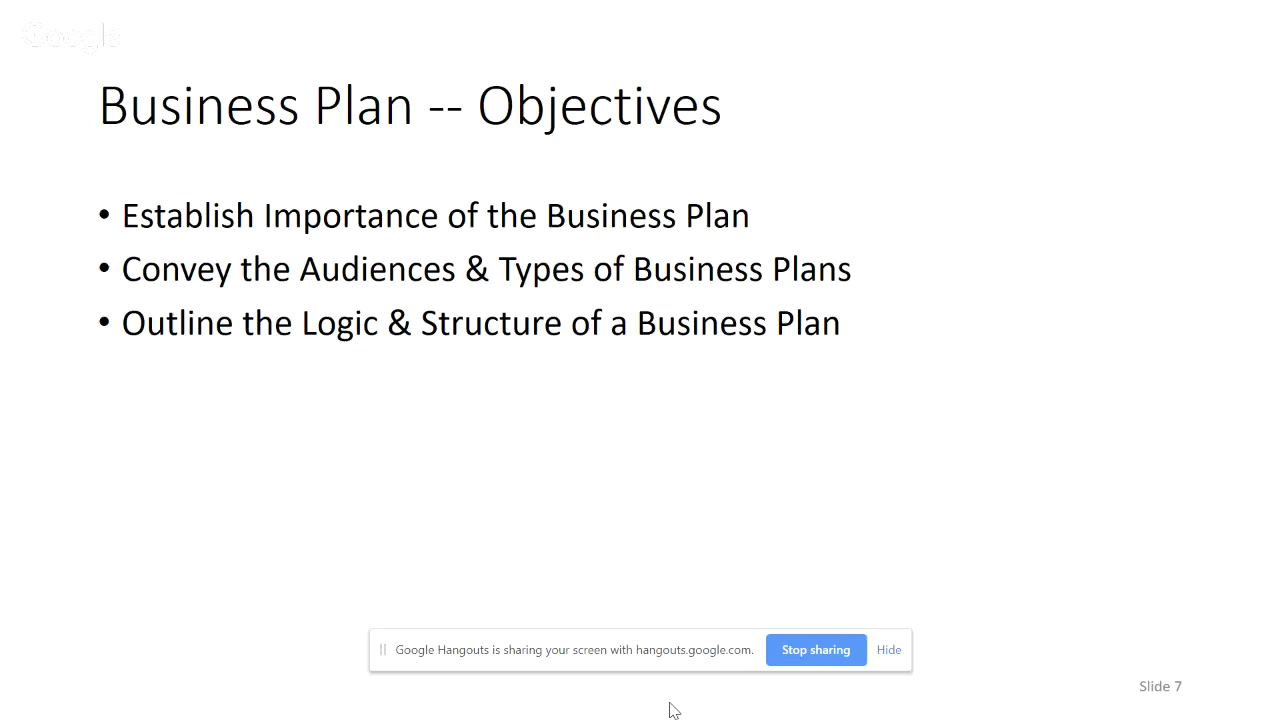 Google
Business Plan -- Objectives
• Establish Importance of the Business Plan
• Convey the Audiences & Types of Business Plans
• Outline the Logic & Structure of a Business Plan
Google Hangouts is sharing your screen with hangouts.google.com. Stop sharing Hide
Slide 7